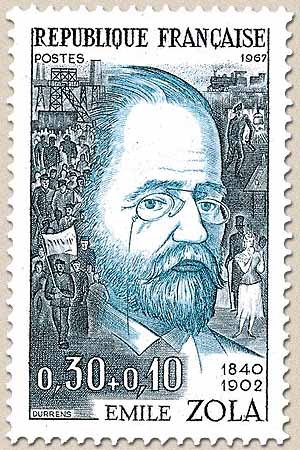 REPUBLIQUE FRANÇAISE
POSTES 1967
0,30+0,10
1840
1902
DURRENS EMILE ZOLA